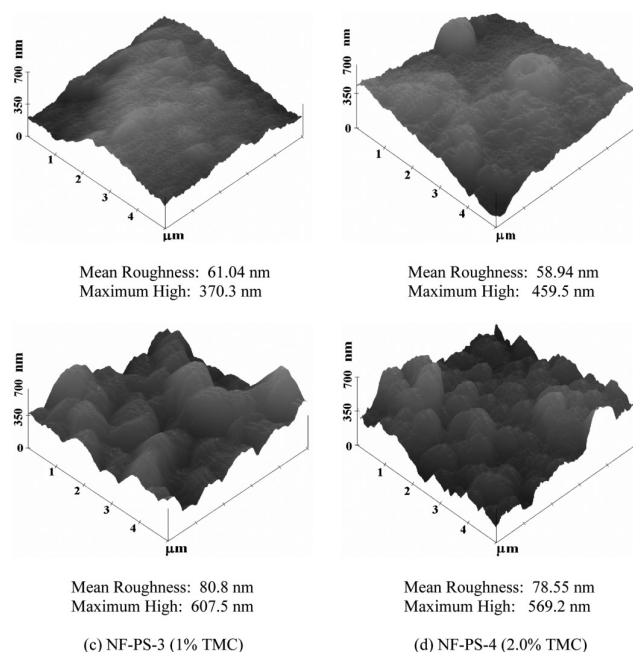 nm
700
350
0
1
2
3
4
μm
nm
700
350
0
1
2
3
4
μm
Mean Roughness: 61.04 nm
Maximum High: 370.3 nm
Mean Roughness: 58.94 nm
Maximum High: 459.5 nm
nm
700
350
0
1
2
3
4
μm
nm
700
350
0
1
2
3
4
μm
Mean Roughness: 80.8 nm
Maximum High: 607.5 nm
Mean Roughness: 78.55 nm
Maximum High: 569.2 nm
(c) NF-PS-3 (1% TMC)
(d) NF-PS-4 (2.0% TMC)